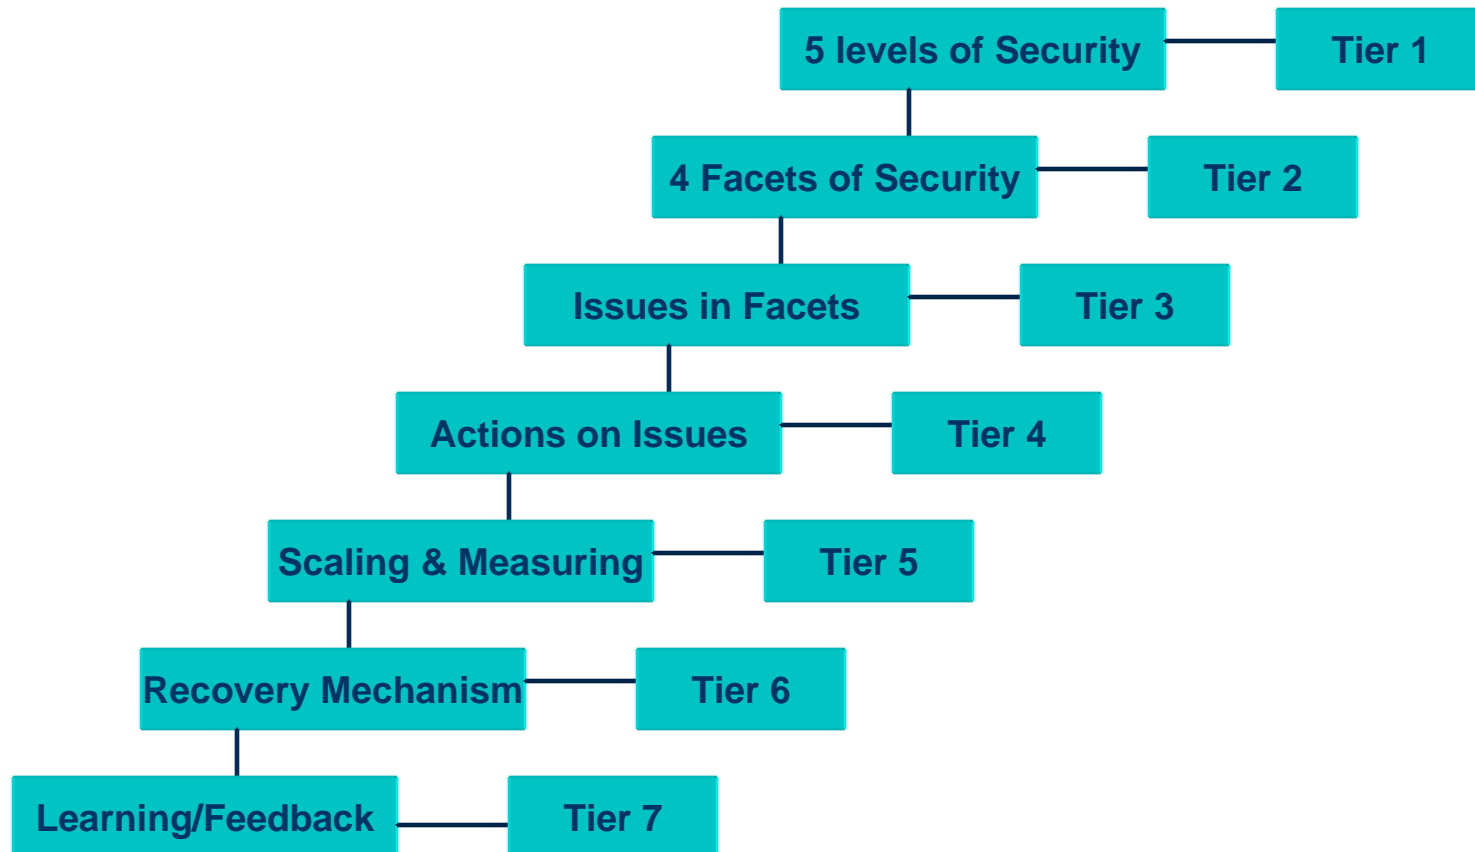 5 levels of Security
Tier 1
4 Facets of Security
Tier 2
Issues in Facets
Tier 3
Actions on Issues
Tier 4
Scaling & Measuring
Tier 5
Recovery Mechanism
Tier 6
Learning/Feedback
Tier 7